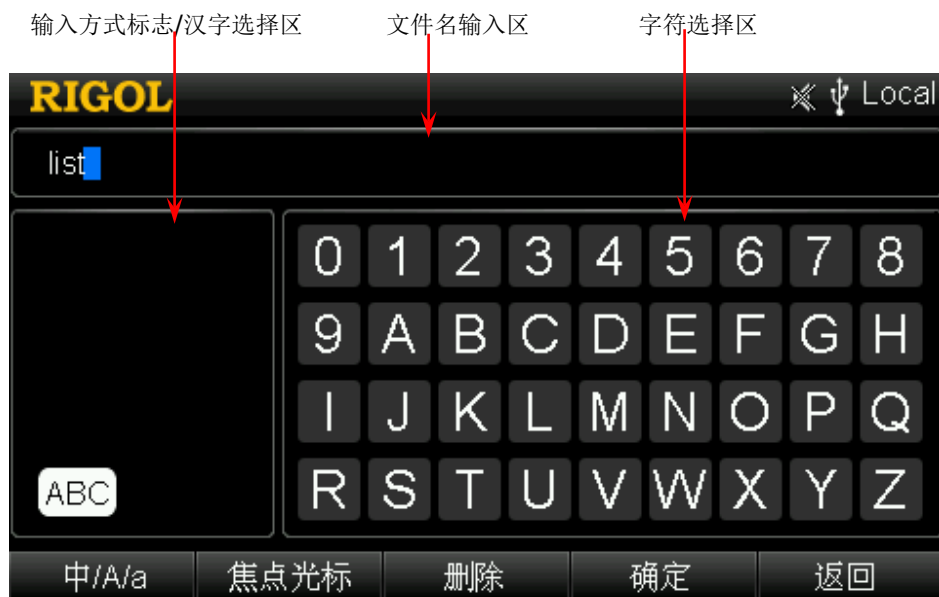 输入方式标志/汉字选择区 文件名输入区 字符选择区
RIGOL Local
list
0 1 2 3 4 5 6 7 8
9 A B C D E F G H
I J K L M N O P Q
ABC R S T U V W X Y Z
中/A/a 焦点光标 删除 确定 返回